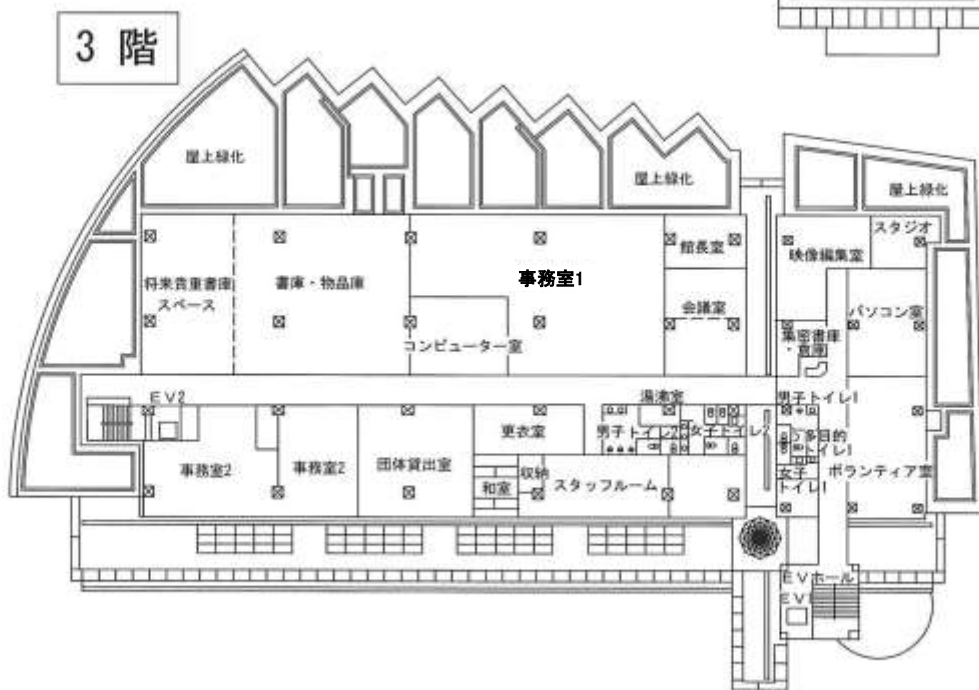 3 階
屋上緑化
屋上緑化
屋上緑化
スタジオ
館長室
映像編集室
将来貴重書庫
スペース
書庫・物品庫
事務室1
会議室
パソコン室
コンピューター室
集密書庫
・倉庫
EV2
湯沸室
男子トイレ1
更衣室
男子トイレ2
女子トイレ2
多目的
トイレ1
事務室2
事務室2
団体貸出室
和室
収納
スタッフルーム
女子
トイレ1
ボランティア室
EVホール
EV1